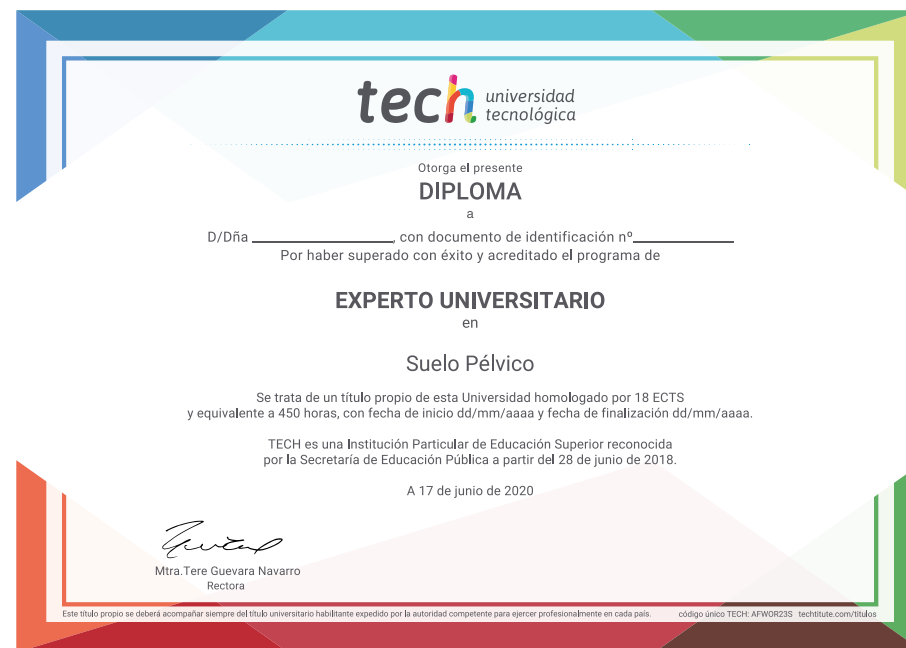 tech universidad
tecnológica
Otorga el presente
DIPLOMA
a
D/Dña ____________________, con documento de identificación nº______________
Por haber superado con éxito y acreditado el programa de
EXPERTO UNIVERSITARIO
en
Suelo Pélvico
Se trata de un título propio de esta Universidad homologado por 18 ECTS
y equivalente a 450 horas, con fecha de inicio dd/mm/aaaa y fecha de finalización dd/mm/aaaa.
TECH es una Institución Particular de Educación Superior reconocida
por la Secretaría de Educación Pública a partir del 28 de junio de 2018.
A 17 de junio de 2020
Mtra.Tere Guevara Navarro
Rectora
Este título propio se deberá acompañar siempre del título universitario habilitante expedido por la autoridad competente para ejercer profesionalmente en cada país. código único TECH: AFWOR23S techtitute.com/titulos